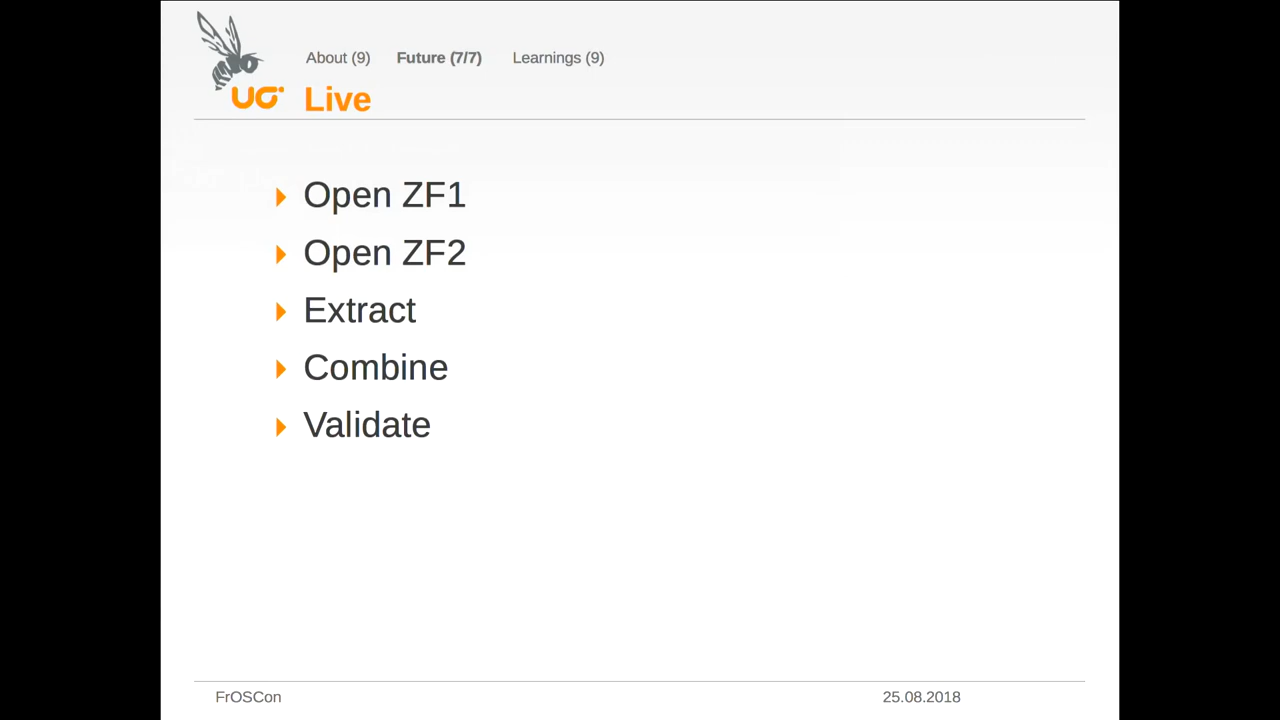 About (9) Future (7/7) Learnings (9)
UG
Live
Open ZF1
Open ZF2
Extract
Combine
Validate
FrOSCon 25.08.2018